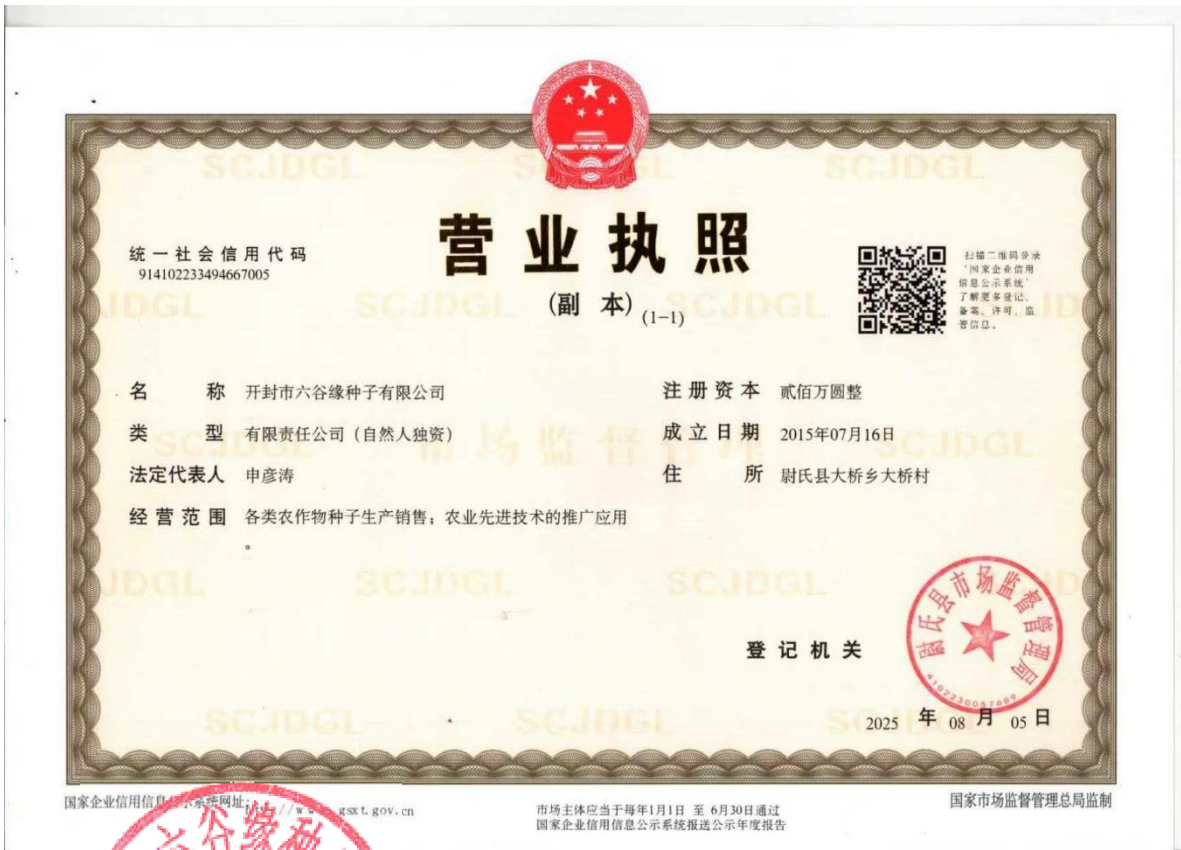 营业执照
(副 本)
(1-1)
统一社会信用代码
914102233494667005
扫描二维码登录
'国家企业信用
信息公示系统'
了解更多登记、
备案、许可、监
管信息。
名 称 开封市六谷缘种子有限公司
类 型 有限责任公司（自然人独资）
法定代表人 申彦涛
经营范围 各类农作物种子生产销售；农业先进技术的推广应用
。
注册资本 贰佰万圆整
成立日期 2015年07月16日
住 所 尉氏县大桥乡大桥村
登记机关
尉氏县市场监督管理局
2025 年 08 月 05 日
国家企业信用信息公示系统网址:
gsxt.gov.cn
市场主体应当于每年1月1日 至 6月30日通过
国家企业信用信息公示系统报送公示年度报告
国家市场监督管理总局监制
六谷缘种
SCJDGL
市场监督管理